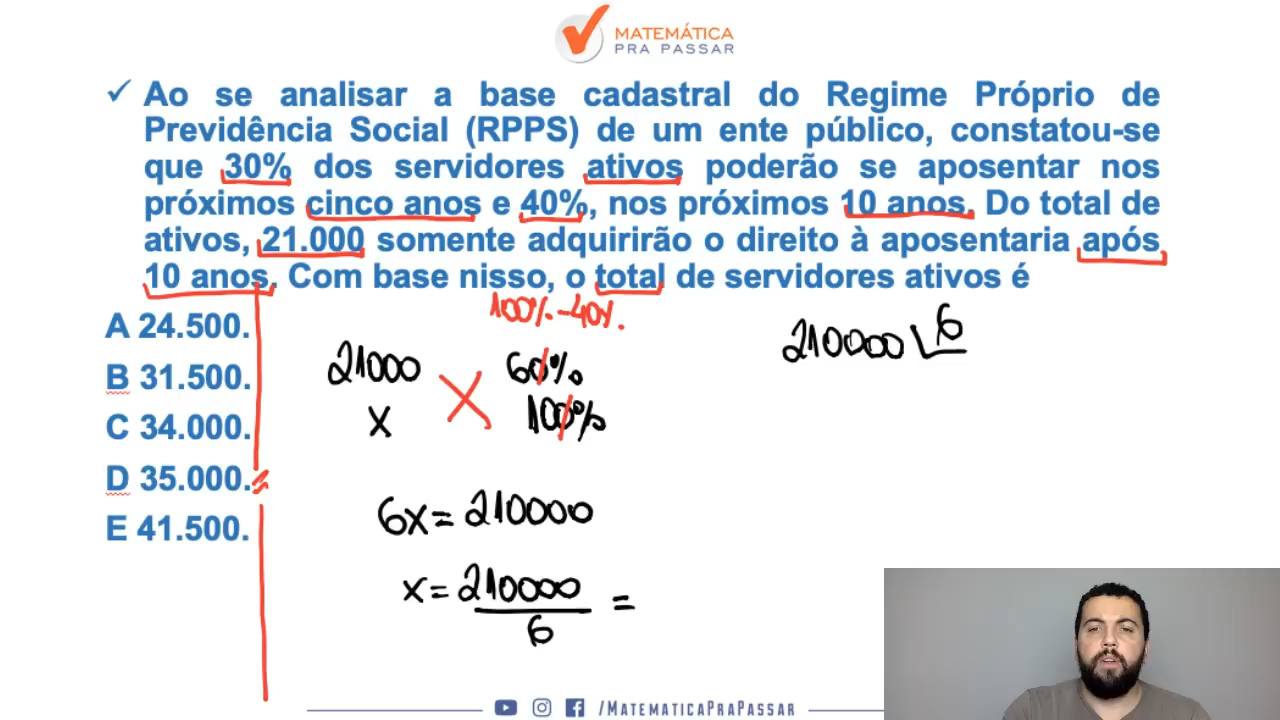 MATEMÁTICA
PRA PASSAR
✓ Ao se analisar a base cadastral do Regime Próprio de
Previdência Social (RPPS) de um ente público, constatou-se
que 30% dos servidores ativos poderão se aposentar nos
próximos cinco anos e 40%, nos próximos 10 anos. Do total de
ativos, 21.000 somente adquirirão o direito à aposentaria após
10 anos. Com base nisso, o total de servidores ativos é
100% - 40%.
A 24.500.
B 31.500.
C 34.000.
D 35.000.
E 41.500.
21000 60%
x 100%
6x = 210000
x = 210000 =
6
210000 6
/MATEMATICAPRAPASSAR